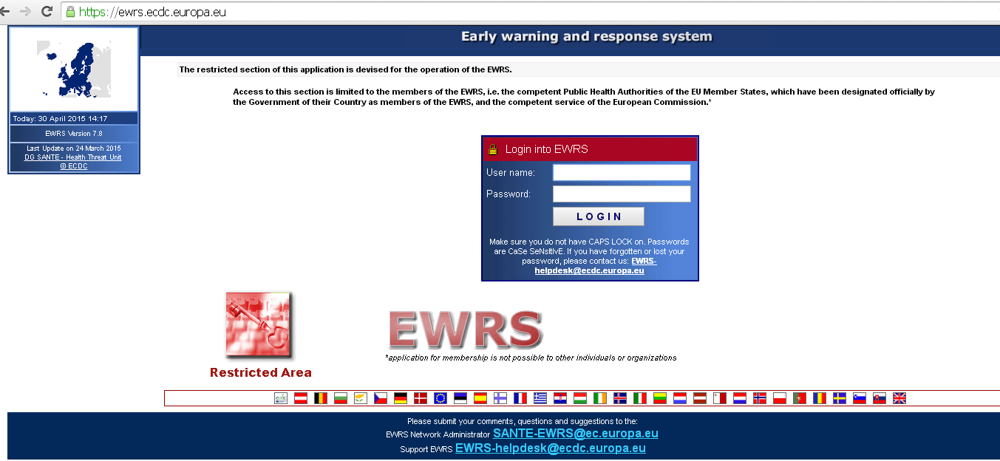 https://ewrs.ecdc.europa.eu
Early warning and response system
The restricted section of this application is devised for the operation of the EWRS.
Access to this section is limited to the members of the EWRS, i.e. the competent Public Health Authorities of the EU Member States, which have been designated officially by
the Government of their Country as members of the EWRS, and the competent service of the European Commission.*
Today: 30 April 2015 14:17
EWRS Version 7.8
Last Update on 24 March 2015
DG SANTE - Health Threat Unit
© ECDC
Login into EWRS
User name:
Password:
LOGIN
Make sure you do not have CAPS LOCK on. Passwords
are CaSe SeNsItIvE. If you have forgotten or lost your
password, please contact us: EWRS-
helpdesk@ecdc.europa.eu
Restricted Area
EWRS
*application for membership is not possible to other individuals or organizations
ecdc
Please submit your comments, questions and suggestions to the:
EWRS Network Administrator SANTE-EWRS@ec.europa.eu
Support EWRS EWRS-helpdesk@ecdc.europa.eu